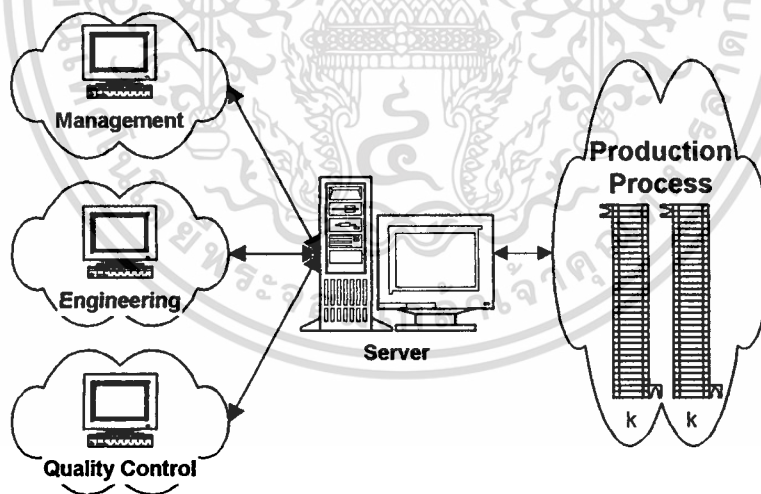 Management
Engineering
Quality Control
Server
Production
Process
k k